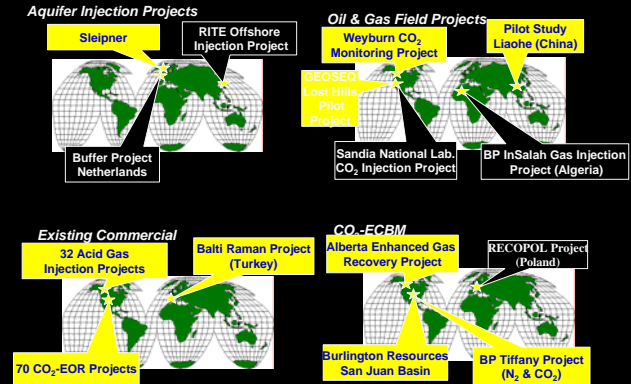 Aquifer Injection Projects
Sleipner
RITE Offshore
Injection Project
Buffer Project
Netherlands
Oil & Gas Field Projects
Weyburn CO₂
Monitoring Project
Pilot Study
Liaohe (China)
GEOSEQ
Lost Hills
Pilot
Project
Sandia National Lab.
CO₂ Injection Project
BP InSalah Gas Injection
Project (Algeria)
Existing Commercial
32 Acid Gas
Injection Projects
Balti Raman Project
(Turkey)
70 CO₂-EOR Projects
CO₂-ECBM
Alberta Enhanced Gas
Recovery Project
RECOPOL Project
(Poland)
Burlington Resources
San Juan Basin
BP Tiffany Project
(N₂ & CO₂)